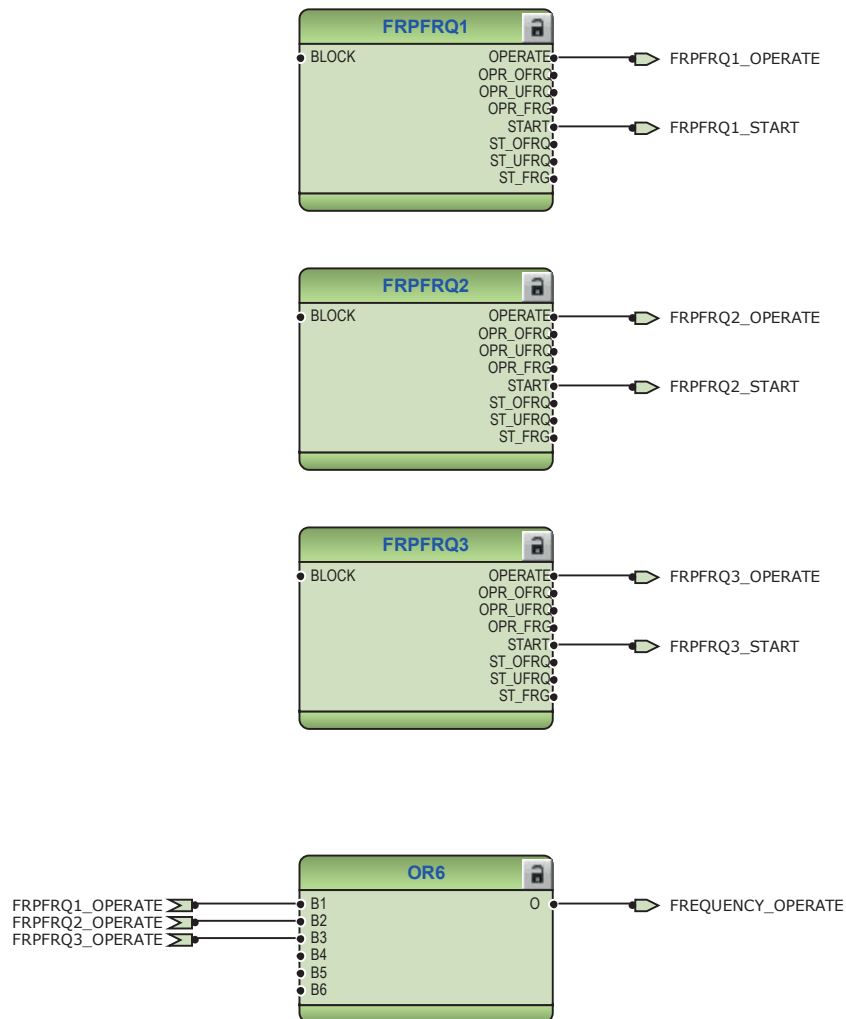 FRPFRQ1
BLOCK OPERATE FRPFRQ1_OPERATE
OPR_OFRQ
OPR_UFRQ
OPR_FRG
START FRPFRQ1_START
ST_OFRQ
ST_UFRQ
ST_FRG
FRPFRQ2
BLOCK OPERATE FRPFRQ2_OPERATE
OPR_OFRQ
OPR_UFRQ
OPR_FRG
START FRPFRQ2_START
ST_OFRQ
ST_UFRQ
ST_FRG
FRPFRQ3
BLOCK OPERATE FRPFRQ3_OPERATE
OPR_OFRQ
OPR_UFRQ
OPR_FRG
START FRPFRQ3_START
ST_OFRQ
ST_UFRQ
ST_FRG
OR6
FRPFRQ1_OPERATE B1 O FREQUENCY_OPERATE
FRPFRQ2_OPERATE B2
FRPFRQ3_OPERATE B3
B4
B5
B6